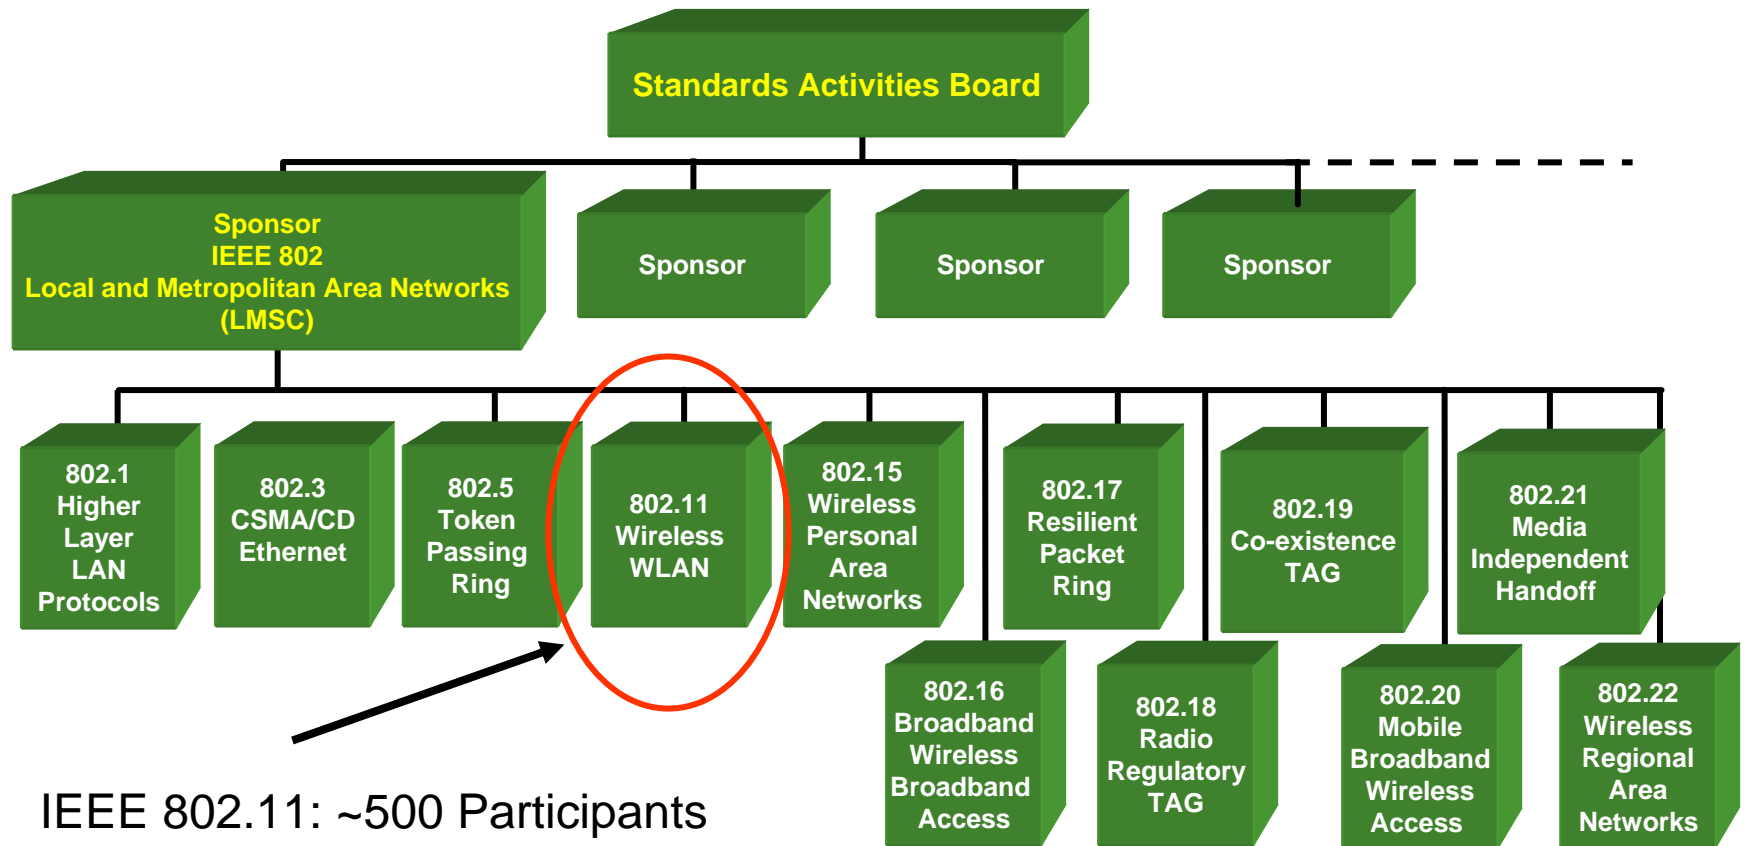 Standards Activities Board
Sponsor
IEEE 802
Local and Metropolitan Area Networks
(LMSC)
Sponsor
Sponsor
Sponsor
802.1
Higher
Layer
LAN
Protocols
802.3
CSMA/CD
Ethernet
802.5
Token
Passing
Ring
802.11
Wireless
WLAN
802.15
Wireless
Personal
Area
Networks
802.17
Resilient
Packet
Ring
802.19
Co-existence
TAG
802.21
Media
Independent
Handoff
802.16
Broadband
Wireless
Broadband
Access
802.18
Radio
Regulatory
TAG
802.20
Mobile
Broadband
Wireless
Access
802.22
Wireless
Regional
Area
Networks
IEEE 802.11: ~500 Participants